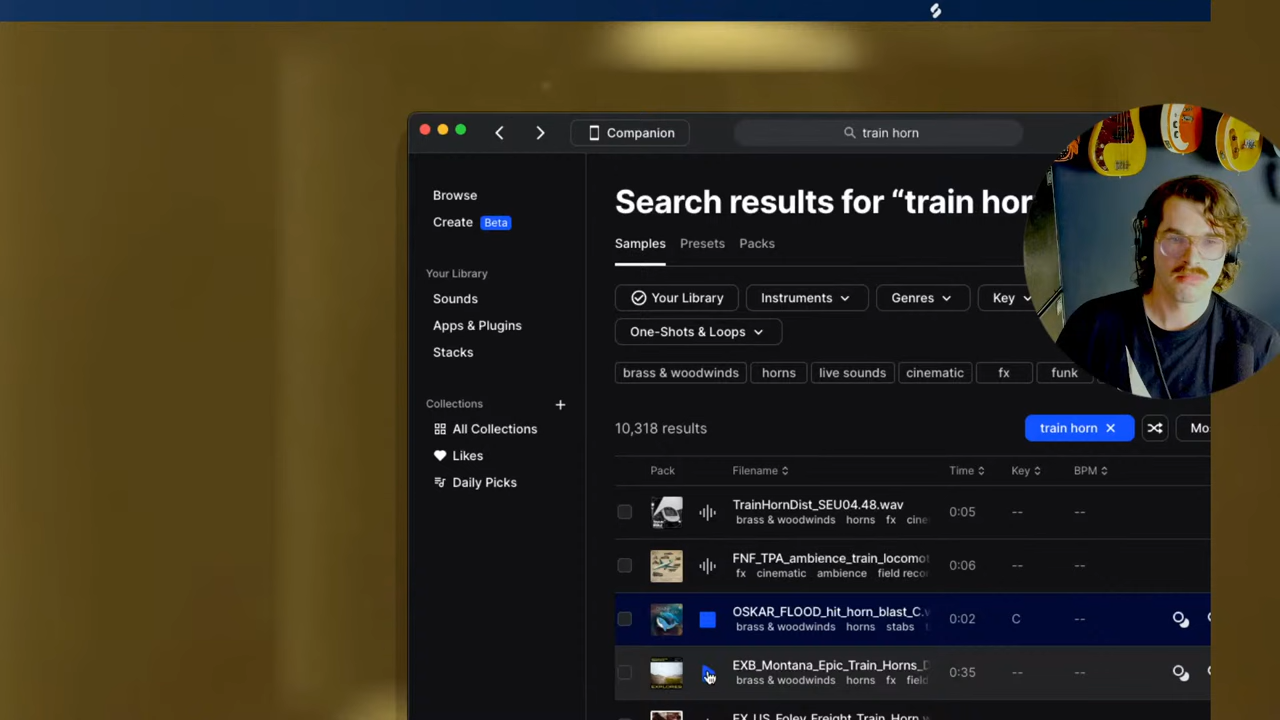 Companion
train horn
Browse
Create Beta
Search results for “train hor
Samples Presets Packs
Your Library
Sounds
Apps & Plugins
Stacks
Your Library Instruments Genres Key
One-Shots & Loops
brass & woodwinds horns live sounds cinematic fx funk
Collections
All Collections
Likes
Daily Picks
10,318 results
train horn
Mo
Pack Filename Time Key BPM
TrainHornDist_SEU04.48.wav
brass & woodwinds horns fx cine
0:05 -- --
FNF_TPA_ambience_train_locomot
fx cinematic ambience field reco
0:06 -- --
OSKAR_FLOOD_hit_horn_blast_C.w
brass & woodwinds horns stabs
0:02 C --
EXB_Montana_Epic_Train_Horns_D
brass & woodwinds horns fx field
0:35 -- --
FX_US_Foley_Freight_Train_Horn.w